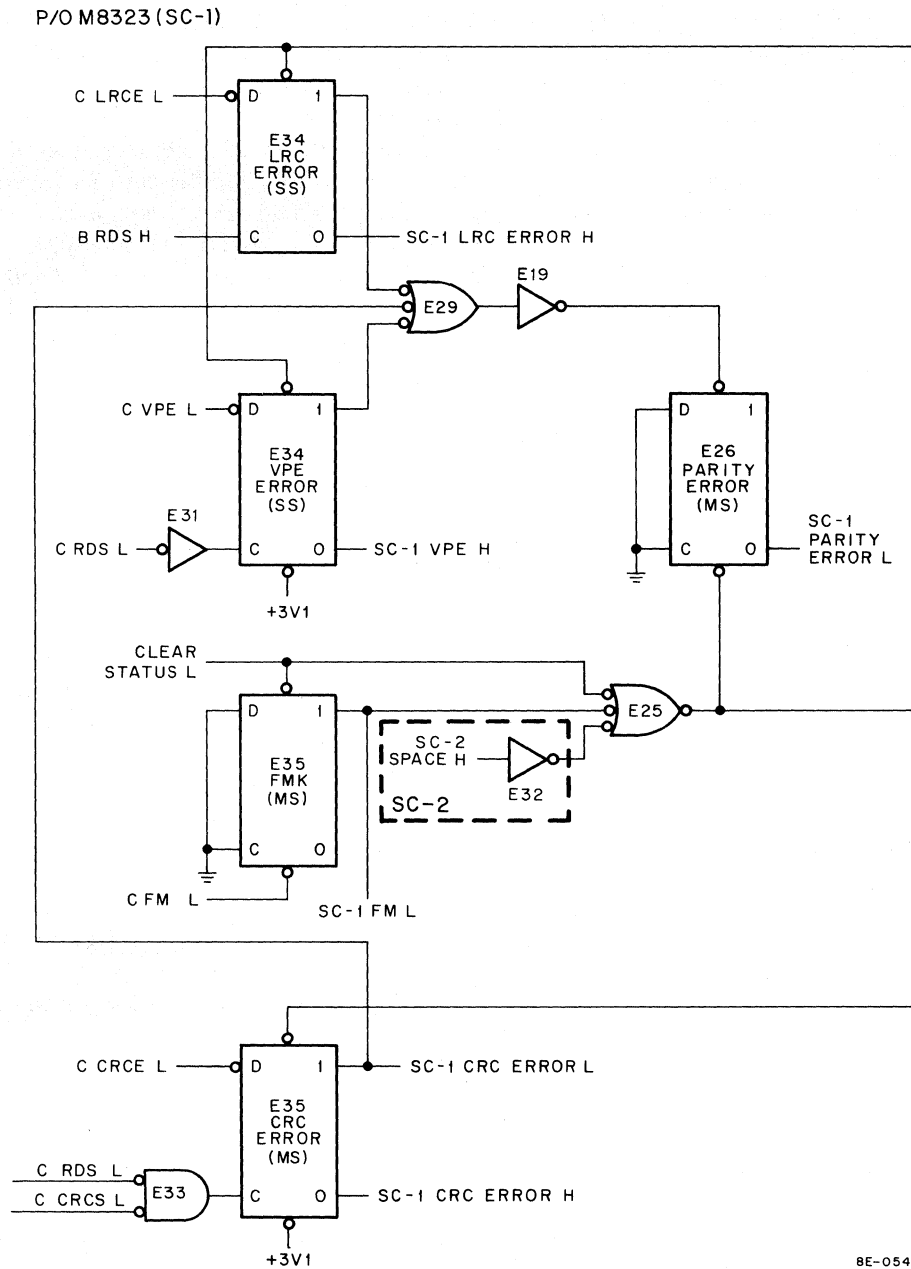 P/O M8323 (SC-1)
C LRCE L
D 1
E34
LRC
ERROR
(SS)
B RDS H
C 0
SC-1 LRC ERROR H
E29
E19
C VPE L
D 1
E34
VPE
ERROR
(SS)
E31
C RDS L
C 0
SC-1 VPE H
+3V1
D 1
E26
PARITY
ERROR
(MS)
C 0
SC-1
PARITY
ERROR L
CLEAR
STATUS L
D 1
E35
FMK
(MS)
C 0
C FM L
SC-1 FM L
SC-2
SPACE H
E32
SC-2
E25
C CRCE L
D 1
SC-1 CRC ERROR L
E35
CRC
ERROR
(MS)
C RDS L
C CRCS L
E33
C 0
SC-1 CRC ERROR H
+3V1
8E-054